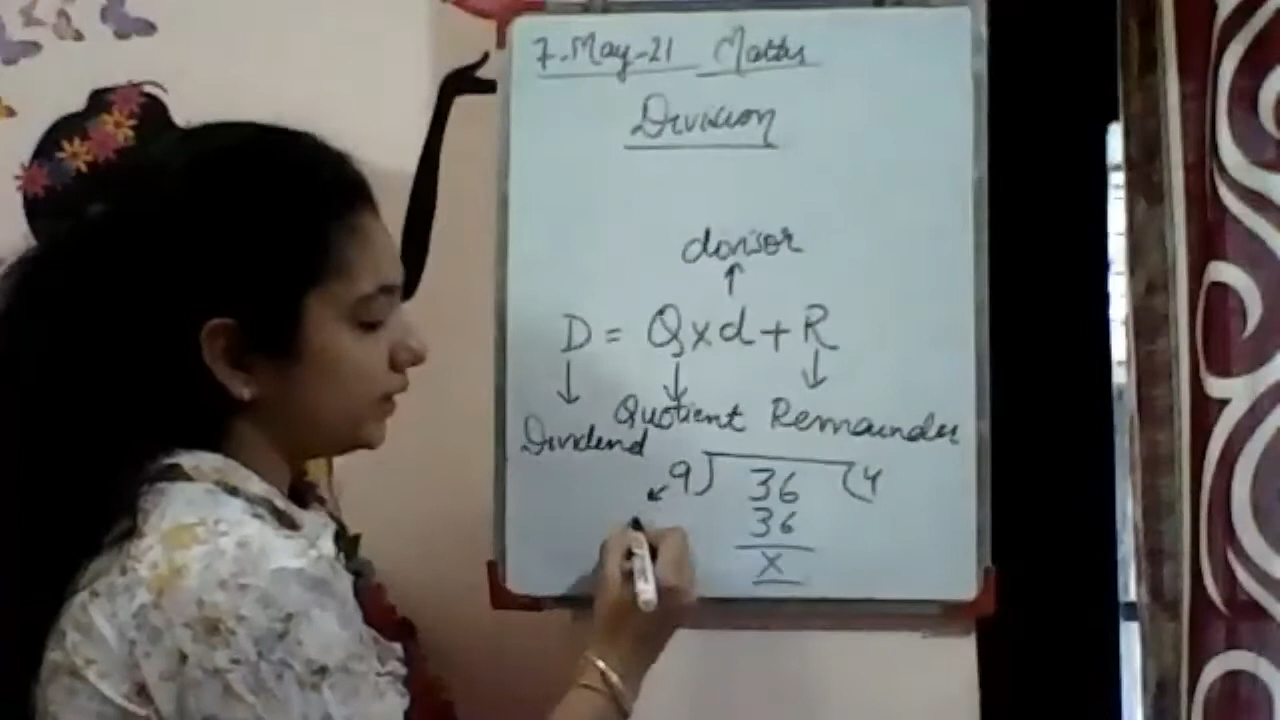 7-May-21 Maths
Division
divisor
↑
D = Q x d + R
↓ ↓ ↓
Quotient Remainder
Dividend
9) 36 (4
36
x